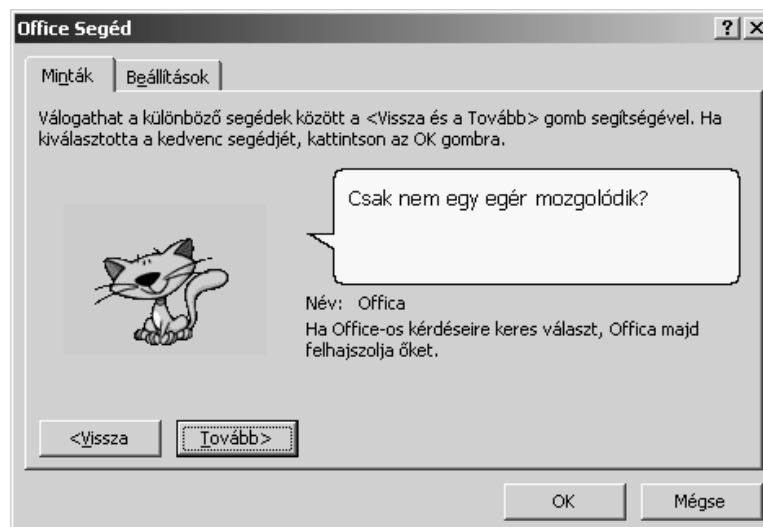 Office Segéd
Minták
Beállítások
Válogathat a különböző segédek között a <Vissza és a Tovább> gomb segítségével. Ha
kiválasztotta a kedvenc segédjét, kattintson az OK gombra.
Csak nem egy egér mozgolódik?
Név: Offica
Ha Office-os kérdéseire keres választ, Offica majd
felhajszolja őket.
<Vissza
Tovább>
OK
Mégse